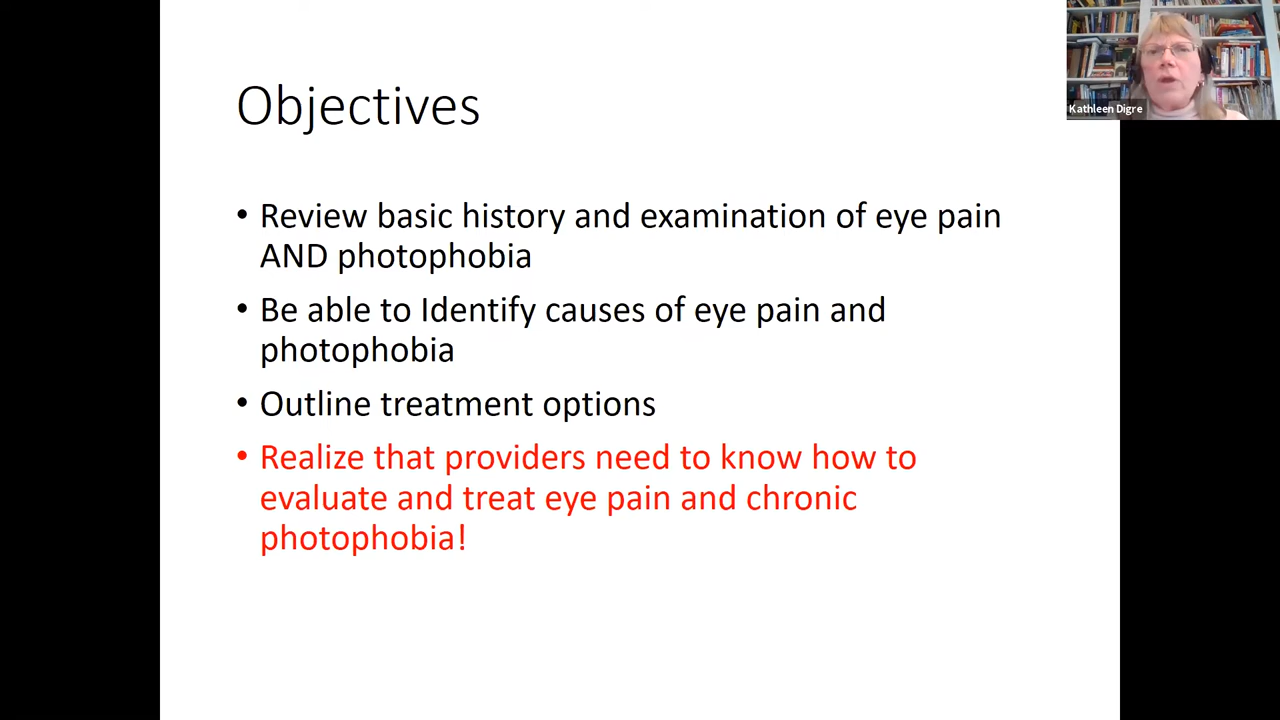 Objectives
Kathleen Digre
• Review basic history and examination of eye pain
AND photophobia
• Be able to Identify causes of eye pain and
photophobia
• Outline treatment options
• Realize that providers need to know how to
evaluate and treat eye pain and chronic
photophobia!